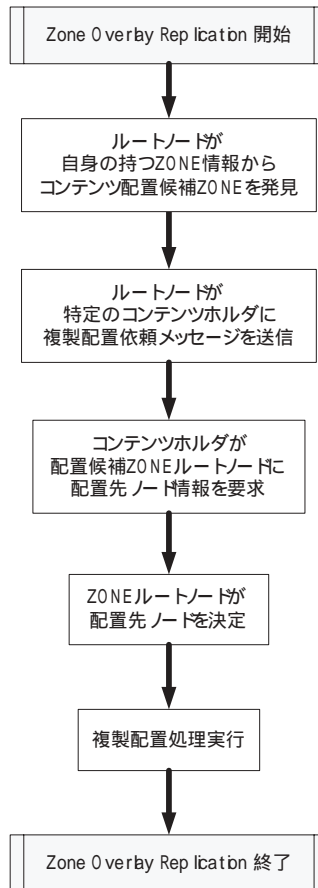 Zone Overlay Replication 開始
ルートノードが
自身の持つZONE情報から
コンテンツ配置候補ZONEを発見
ルートノードが
特定のコンテンツホルダに
複製配置依頼メッセージを送信
コンテンツホルダが
配置候補ZONEルートノードに
配置先ノード情報を要求
ZONEルートノードが
配置先ノードを決定
複製配置処理実行
Zone Overlay Replication 終了